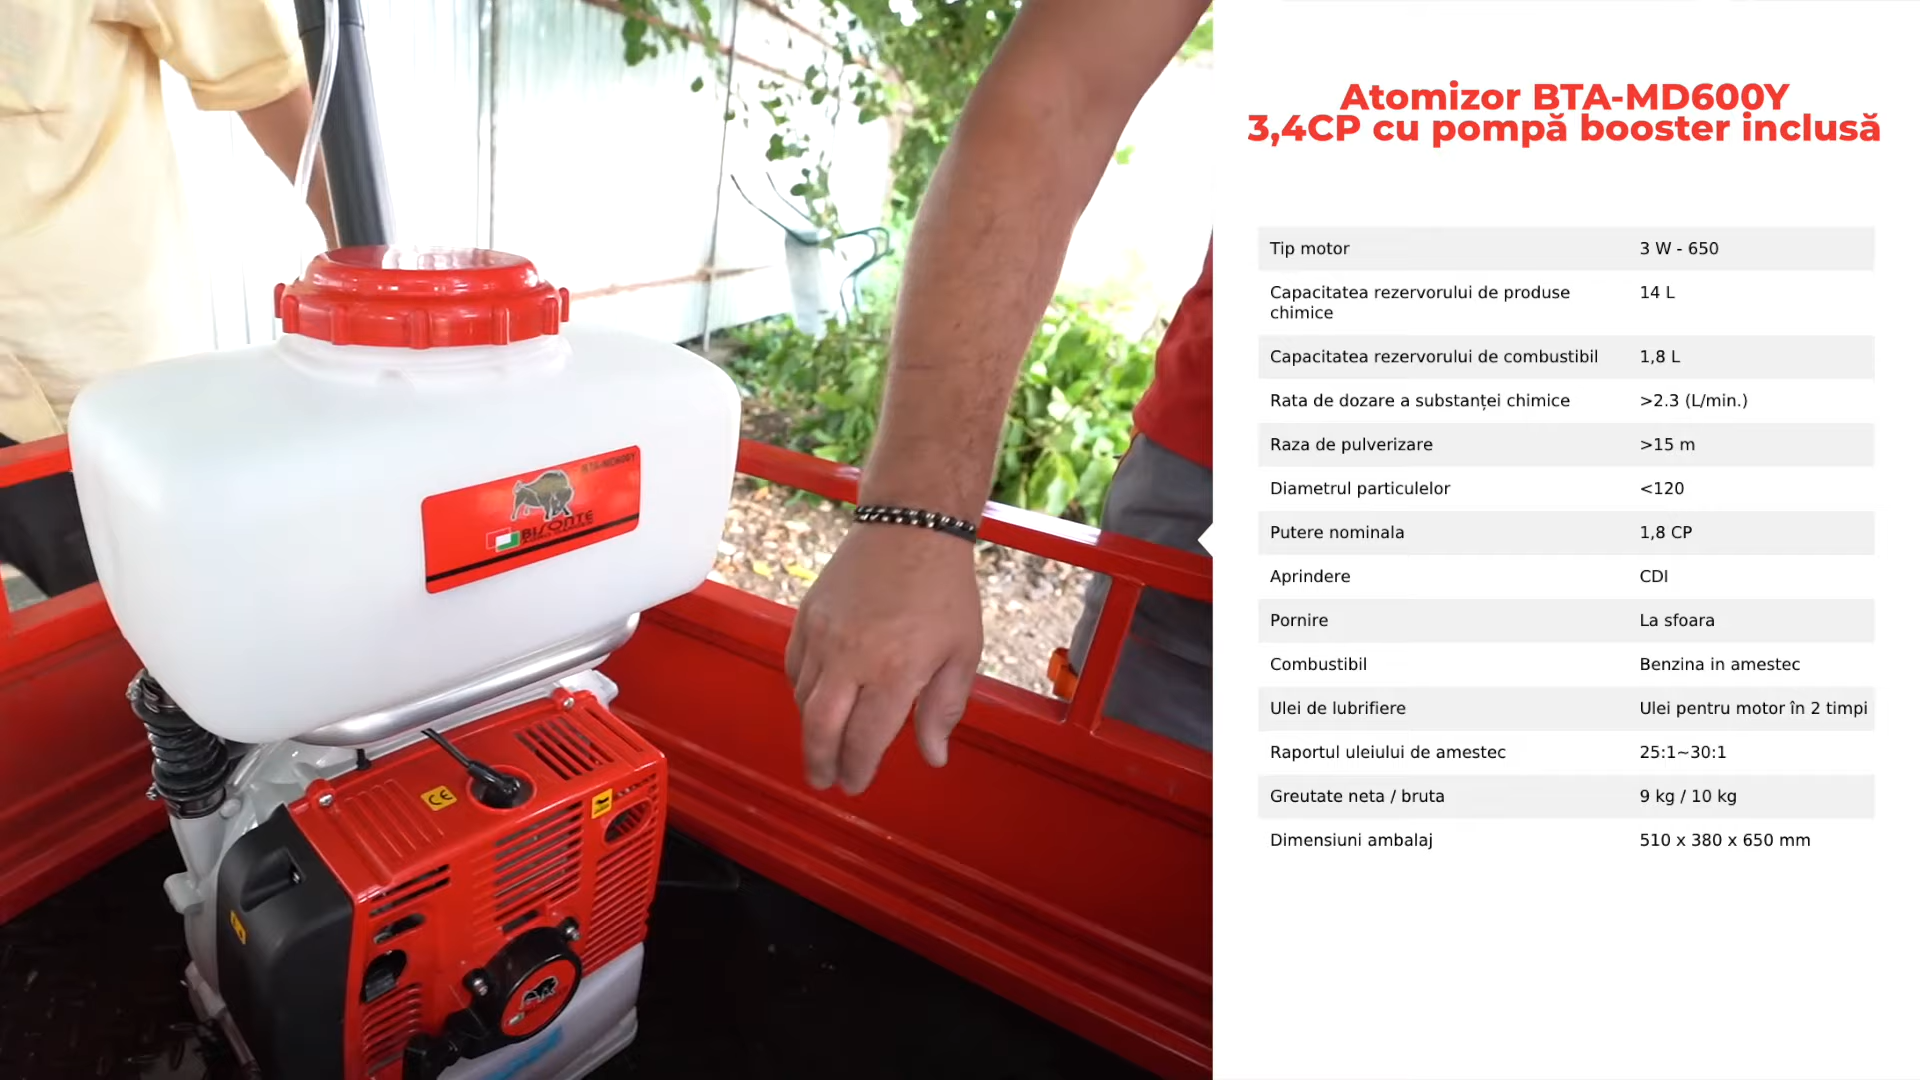 Atomizor BTA-MD600Y
3,4CP cu pompă booster inclusă
Tip motor 3 W - 650
Capacitatea rezervorului de produse 14 L
chimice
Capacitatea rezervorului de combustibil 1,8 L
Rata de dozare a substanței chimice >2.3 (L/min.)
Raza de pulverizare >15 m
Diametrul particulelor <120
Putere nominala 1,8 CP
Aprindere CDI
Pornire La sfoara
Combustibil Benzina in amestec
Ulei de lubrifiere Ulei pentru motor în 2 timpi
Raportul uleiului de amestec 25:1~30:1
Greutate neta / bruta 9 kg / 10 kg
Dimensiuni ambalaj 510 x 380 x 650 mm
BTA-MD600Y
BISONTE
CE